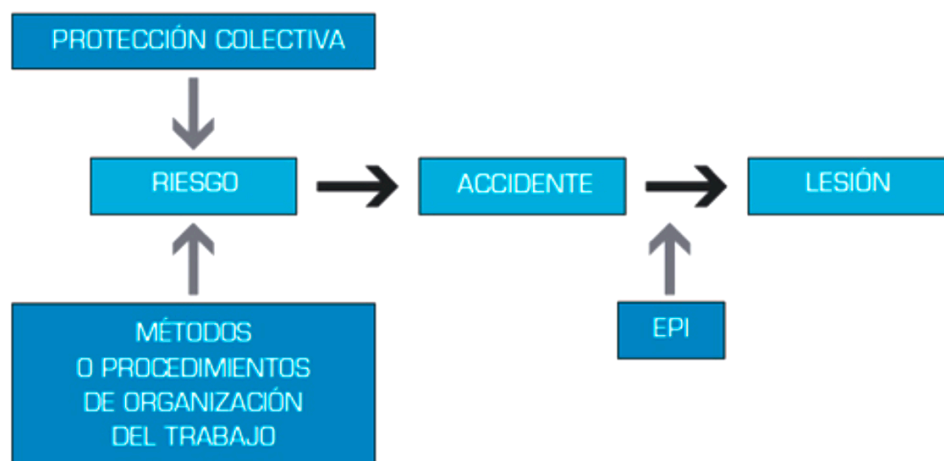 PROTECCIÓN COLECTIVA
RIESGO
ACCIDENTE
LESIÓN
MÉTODOS
O PROCEDIMIENTOS
DE ORGANIZACIÓN
DEL TRABAJO
EPI